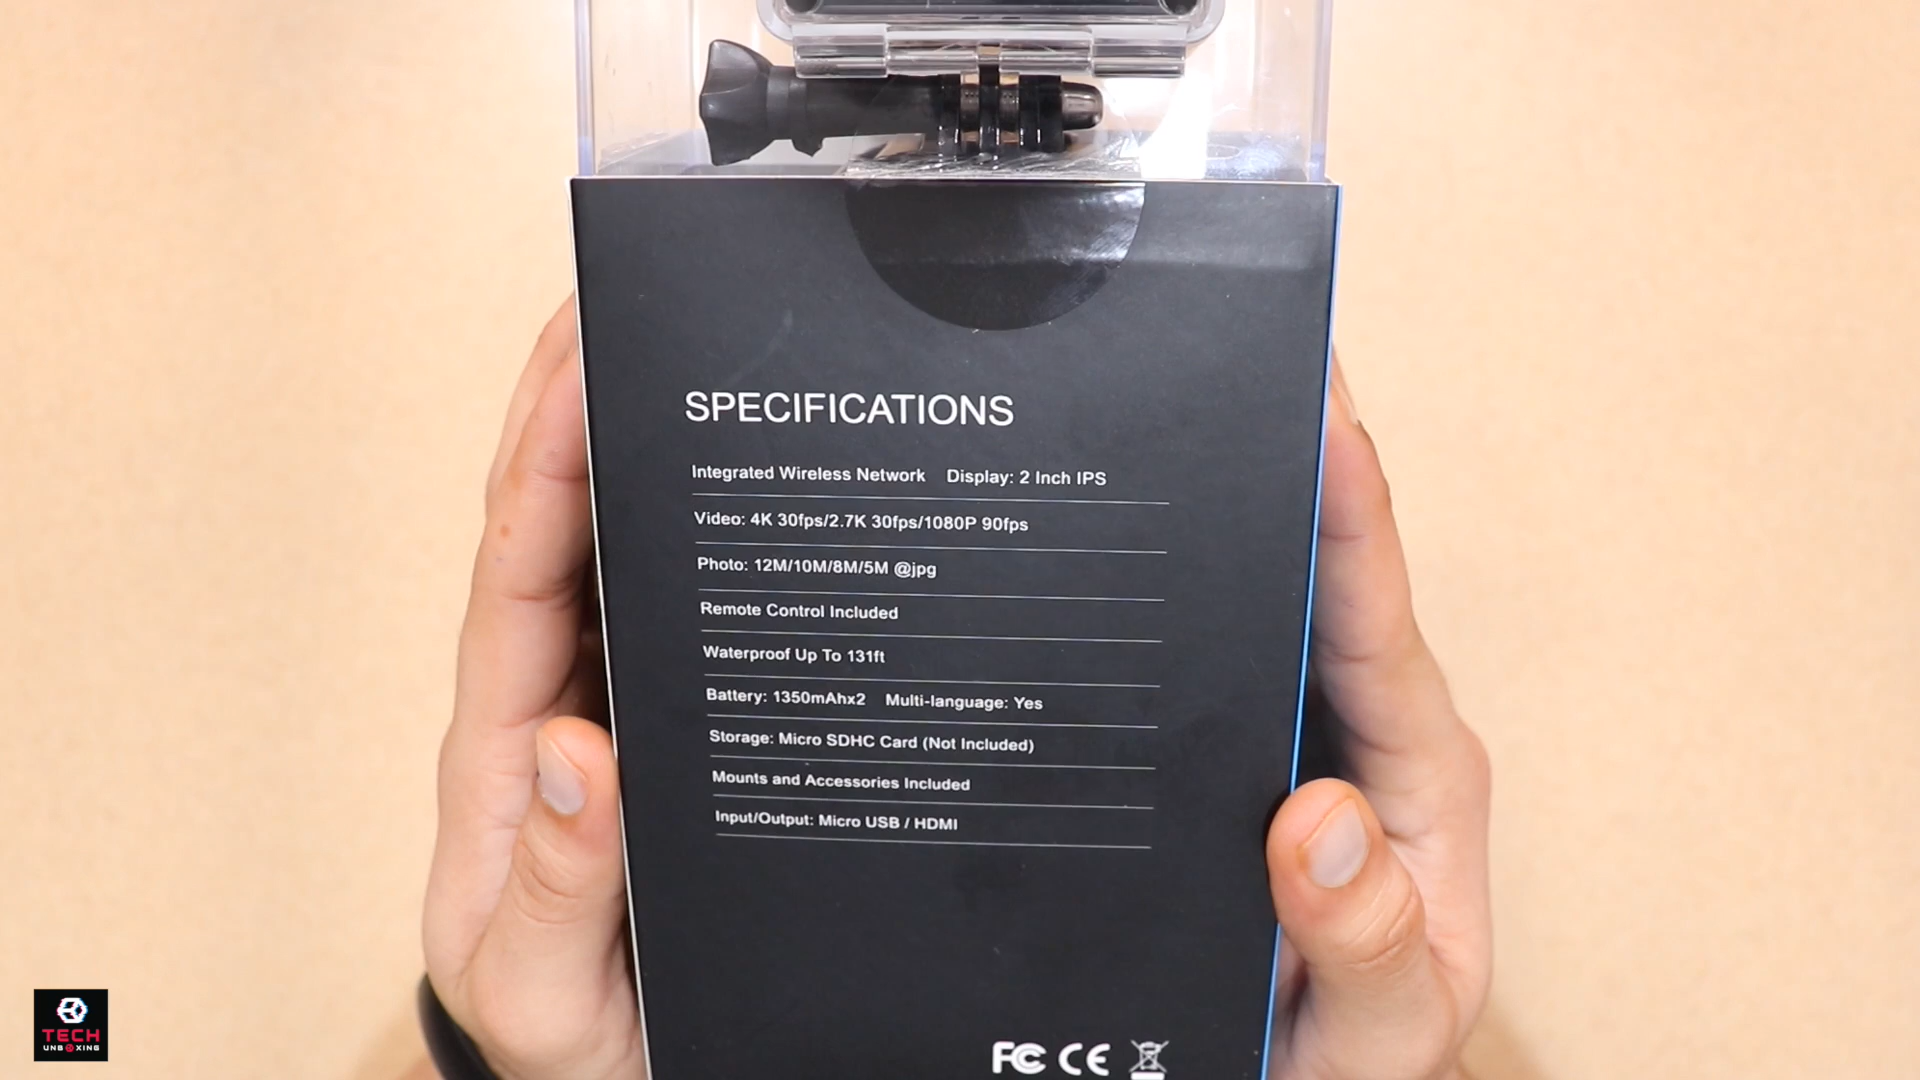 SPECIFICATIONS
Integrated Wireless Network Display: 2 Inch IPS
Video: 4K 30fps/2.7K 30fps/1080P 90fps
Photo: 12M/10M/8M/5M @jpg
Remote Control Included
Waterproof Up To 131ft
Battery: 1350mAhx2 Multi-language: Yes
Storage: Micro SDHC Card (Not Included)
Mounts and Accessories Included
Input/Output: Micro USB / HDMI
FC CE
TECH
UNBOXING